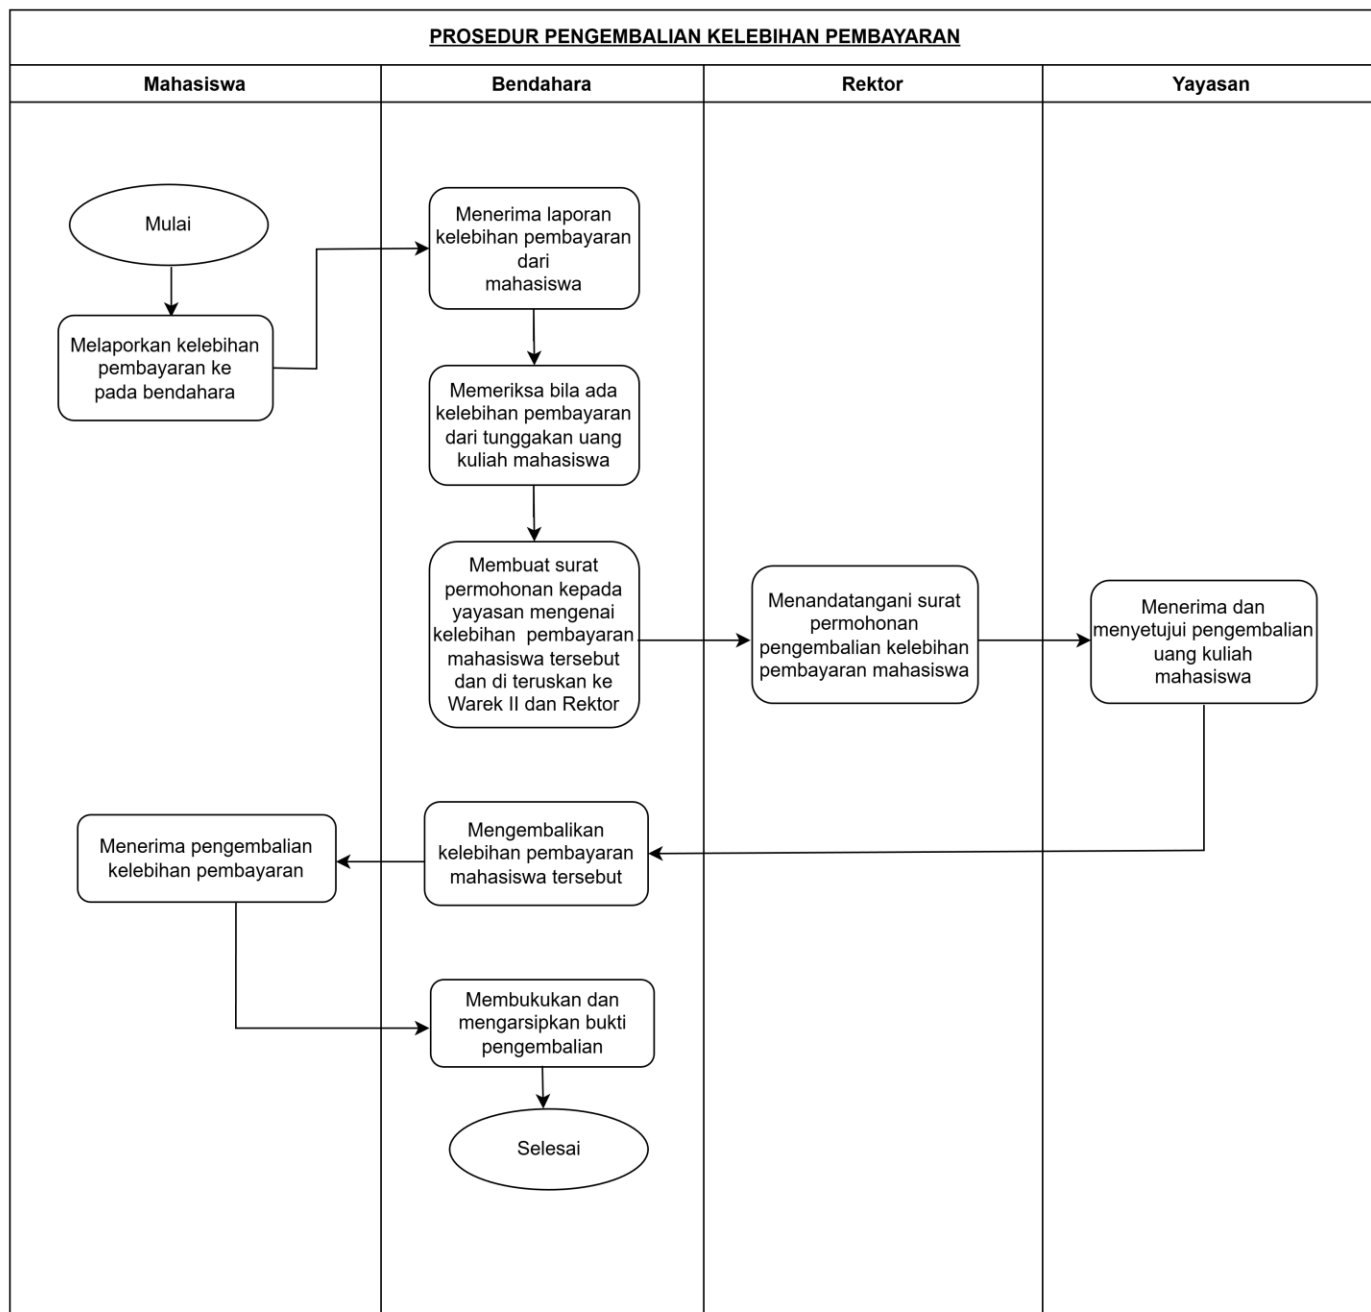 PROSEDUR PENGEMBALIAN KELEBIHAN PEMBAYARAN
Mahasiswa
Bendahara
Rektor
Yayasan
Mulai
Melaporkan kelebihan
pembayaran ke
pada bendahara
Menerima laporan
kelebihan pembayaran
dari
mahasiswa
Memeriksa bila ada
kelebihan pembayaran
dari tunggakan uang
kuliah mahasiswa
Membuat surat
permohonan kepada
yayasan mengenai
kelebihan pembayaran
mahasiswa tersebut
dan di teruskan ke
Warek II dan Rektor
Menandatangani surat
permohonan
pengembalian kelebihan
pembayaran mahasiswa
Menerima dan
menyetujui pengembalian
uang kuliah
mahasiswa
Mengembalikan
kelebihan pembayaran
mahasiswa tersebut
Menerima pengembalian
kelebihan pembayaran
Membukukan dan
mengarsipkan bukti
pengembalian
Selesai